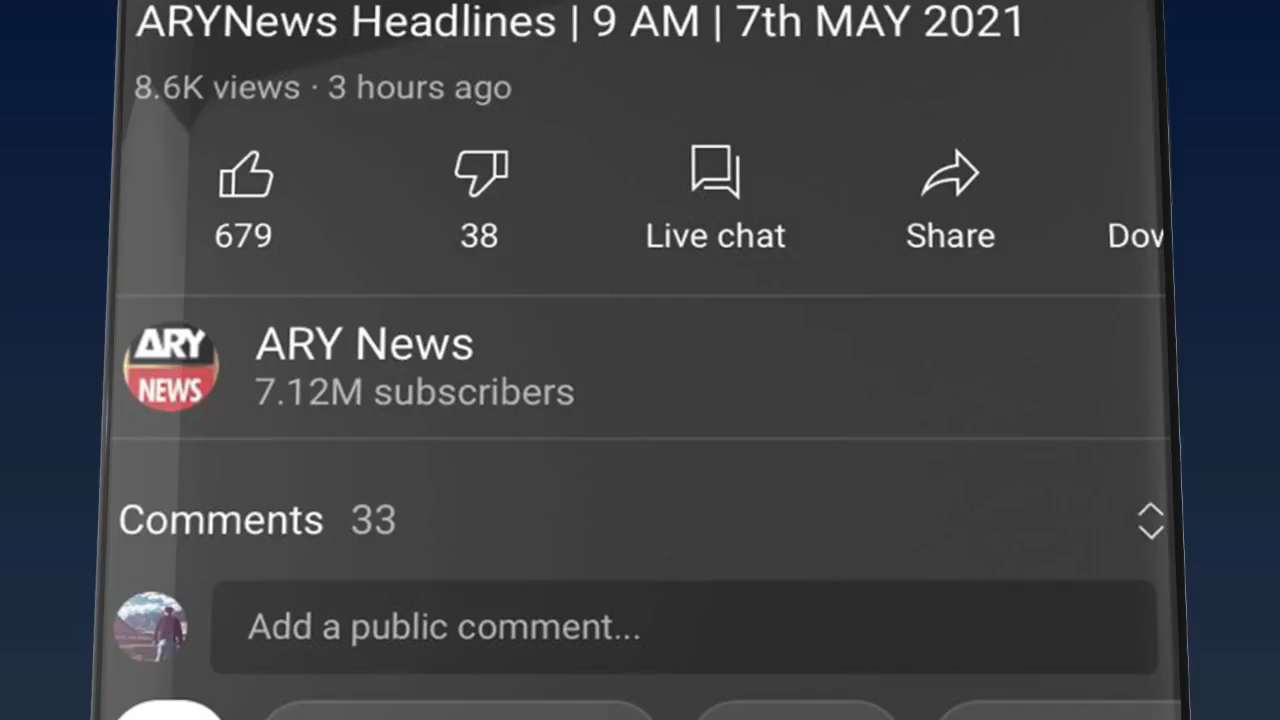 ARYNews Headlines | 9 AM | 7th MAY 2021
8.6K views · 3 hours ago
679
38
Live chat
Share
Dov
ARY
NEWS
ARY News
7.12M subscribers
Comments 33
Add a public comment...